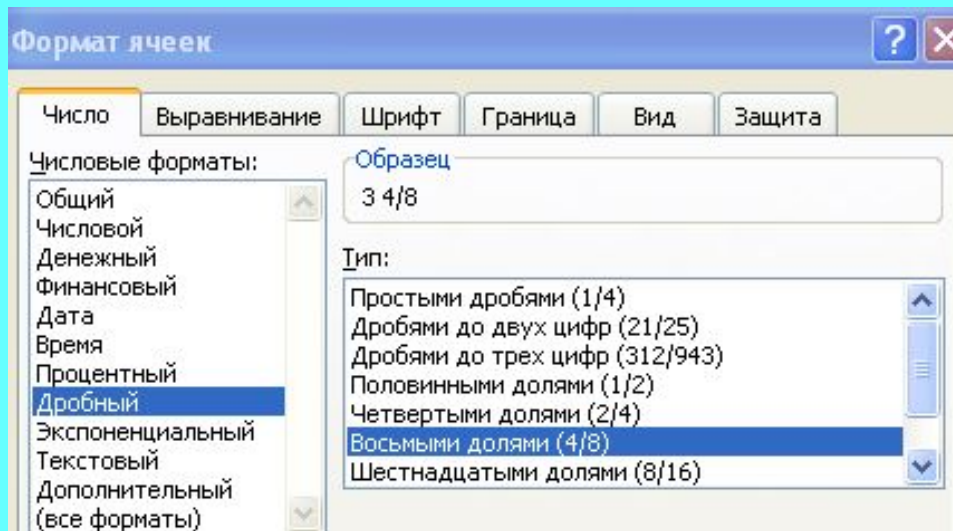 Формат ячеек
Число Выравнивание Шрифт Граница Вид Защита
Числовые форматы:
Общий
Числовой
Денежный
Финансовый
Дата
Время
Процентный
Дробный
Экспоненциальный
Текстовый
Дополнительный
(все форматы)
Образец
3 4/8
Тип:
Простыми дробями (1/4)
Дробями до двух цифр (21/25)
Дробями до трех цифр (312/943)
Половинными долями (1/2)
Четвертыми долями (2/4)
Восьмыми долями (4/8)
Шестнадцатыми долями (8/16)